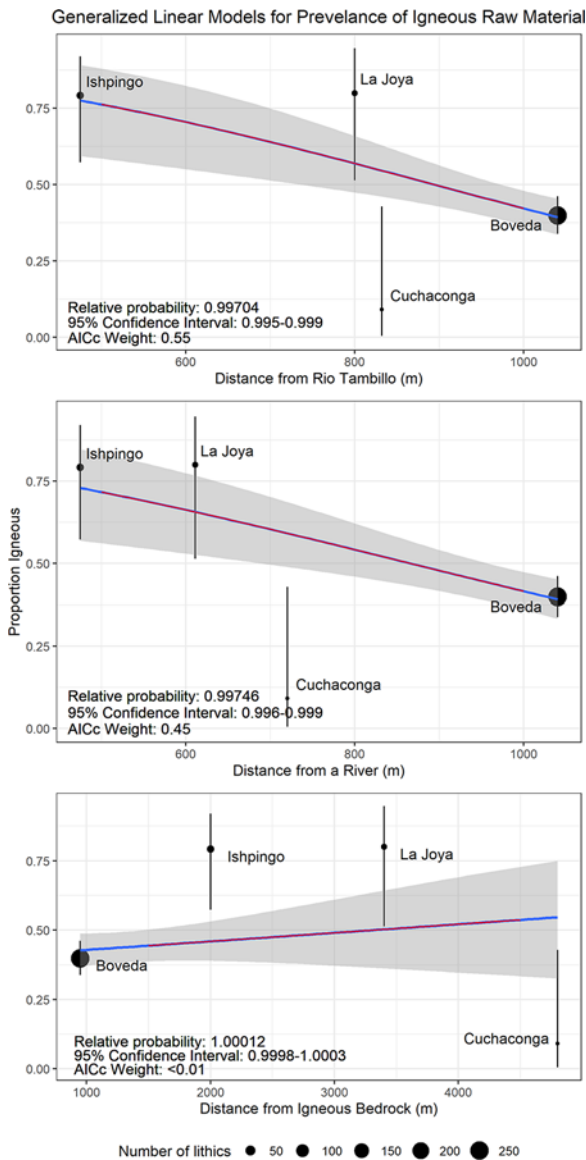 Generalized Linear Models for Prevelance of Igneous Raw Material
Ishpingo
La Joya
0.75
0.50
Boveda
0.25
Cuchaconga
Relative probability: 0.99704
95% Confidence Interval: 0.995-0.999
AICc Weight: 0.55
0.00
600 800 1000
Distance from Rio Tambillo (m)
Ishpingo
La Joya
0.75
Proportion Igneous
0.50
Boveda
0.25
Cuchaconga
Relative probability: 0.99746
95% Confidence Interval: 0.996-0.999
AICc Weight: 0.45
0.00
600 800 1000
Distance from a River (m)
Ishpingo
La Joya
0.75
0.50
Boveda
0.25
Cuchaconga
Relative probability: 1.00012
95% Confidence Interval: 0.9998-1.0003
AICc Weight: <0.01
0.00
1000 2000 3000 4000
Distance from Igneous Bedrock (m)
Number of lithics 50 100 150 200 250